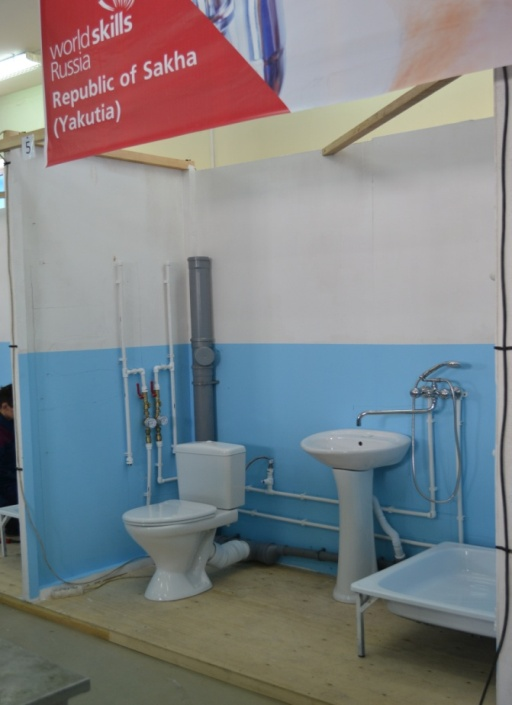 worldskills
Russia
Republic of Sakha
(Yakutia)
5